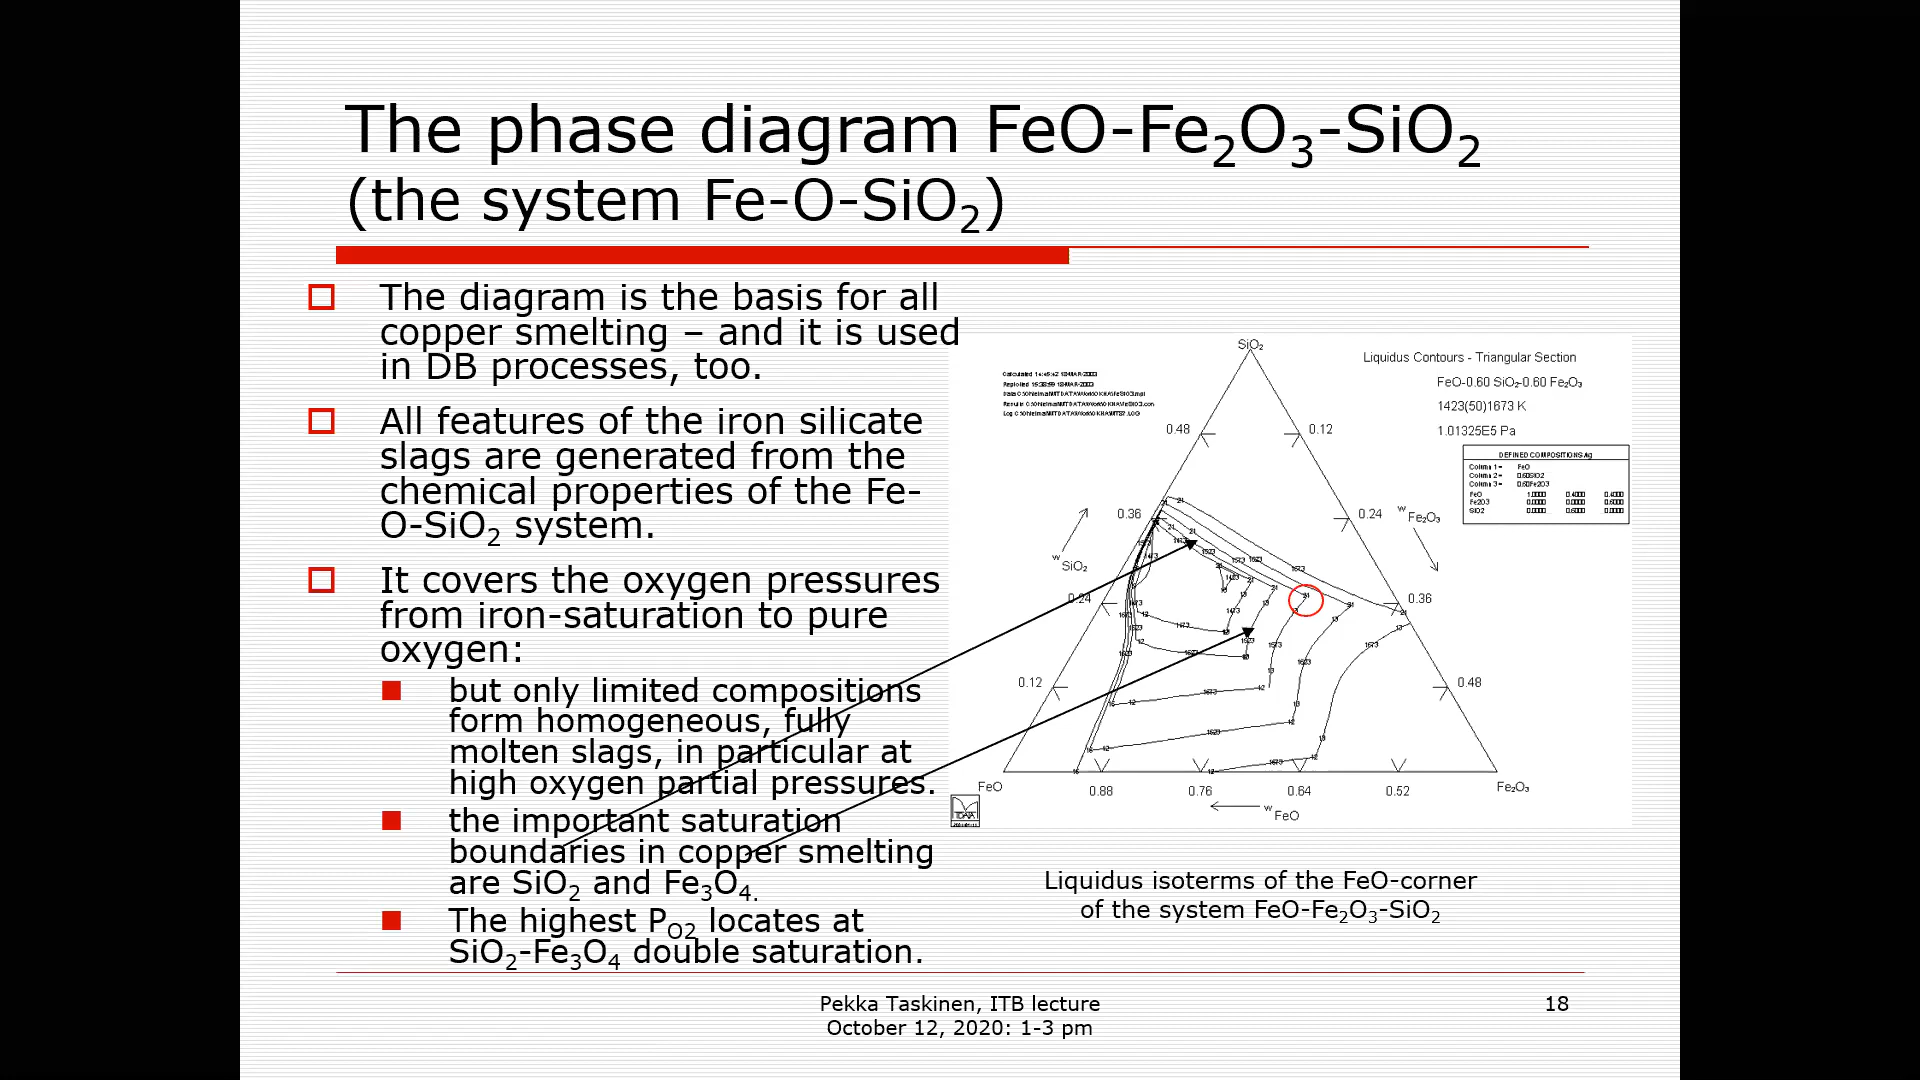 The phase diagram FeO-Fe₂O₃-SiO₂
(the system Fe-O-SiO₂)
The diagram is the basis for all
copper smelting – and it is used
in DB processes, too.
All features of the iron silicate
slags are generated from the
chemical properties of the Fe-
O-SiO₂ system.
It covers the oxygen pressures
from iron-saturation to pure
oxygen:
but only limited compositions
form homogeneous, fully
molten slags, in particular at
high oxygen partial pressures.
the important saturation
boundaries in copper smelting
are SiO₂ and Fe₃O₄.
The highest P_O2 locates at
SiO₂-Fe₃O₄ double saturation.
SiO₂
Liquidus Contours - Triangular Section
FeO-0.60 SiO₂-0.60 Fe₂O₃
1423(50)1673 K
1.01325E5 Pa
DEFINED COMPOSITIONS
0.48
0.12
0.36
0.24
w Fe₂O₃
w SiO₂
0.24
0.36
0.12
0.48
FeO
Fe₂O₃
0.88
0.76
0.64
0.52
w FeO
Liquidus isoterms of the FeO-corner
of the system FeO-Fe₂O₃-SiO₂
Pekka Taskinen, ITB lecture
October 12, 2020: 1-3 pm
18